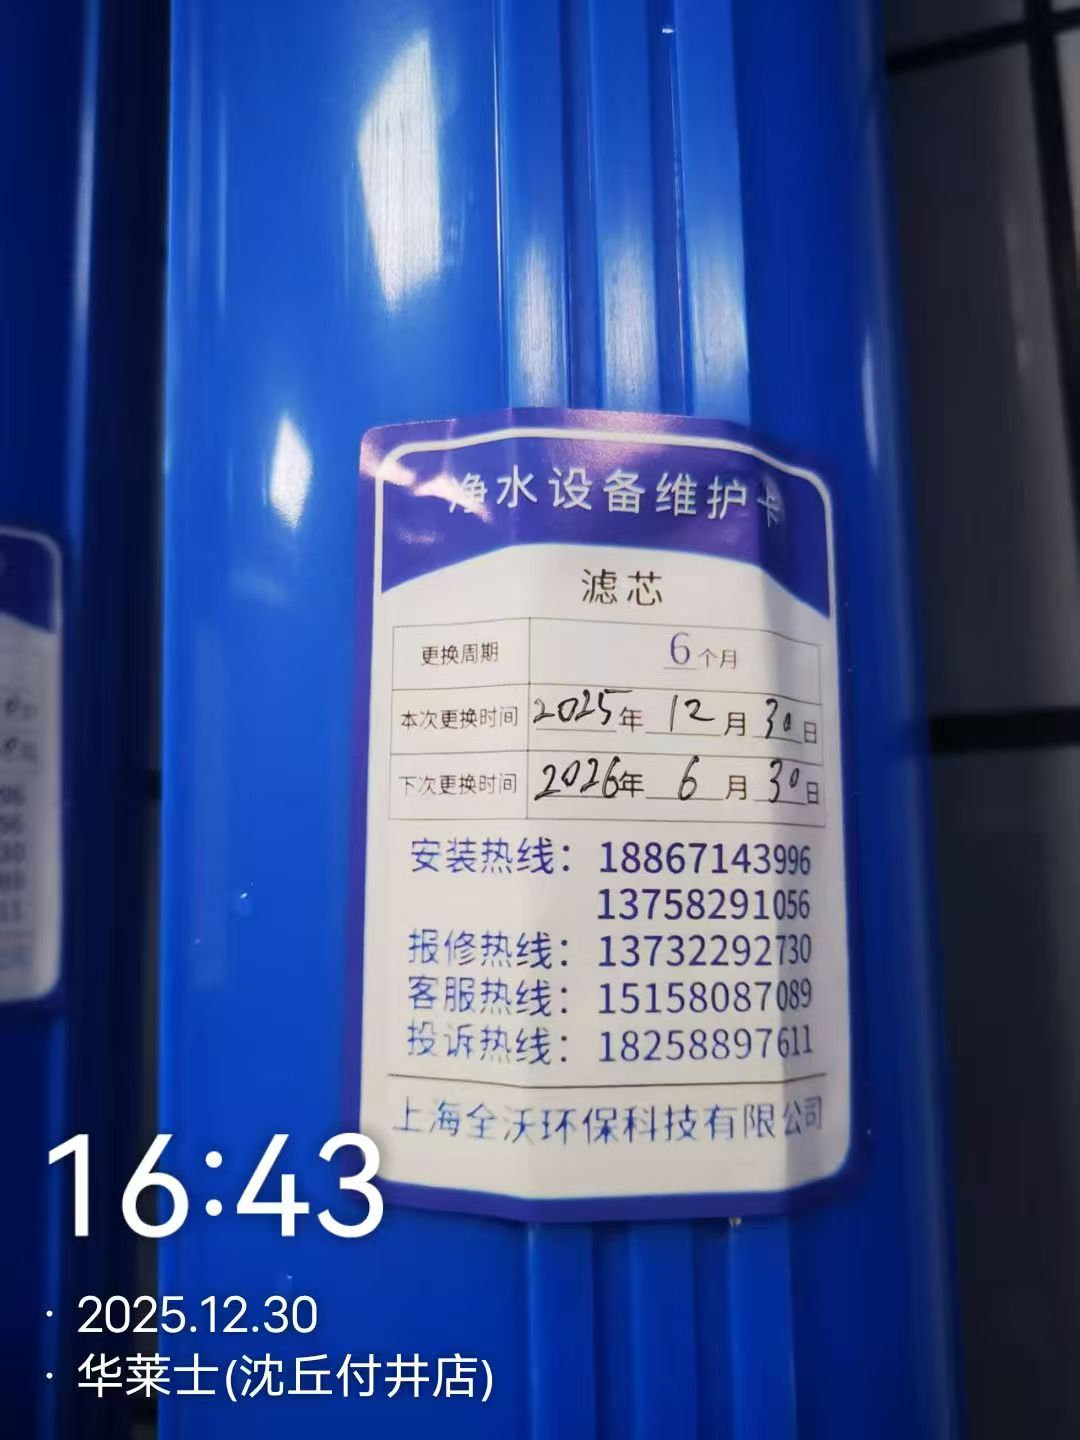 净水设备维护卡
滤芯
更换周期 6个月
本次更换时间 2025年12月30日
下次更换时间 2026年6月30日
安装热线：18867143996
13758291056
报修热线：13732292730
客服热线：15158087089
投诉热线：18258897611
上海全沃环保科技有限公司
16:43
· 2025.12.30
· 华莱士(沈丘付井店)